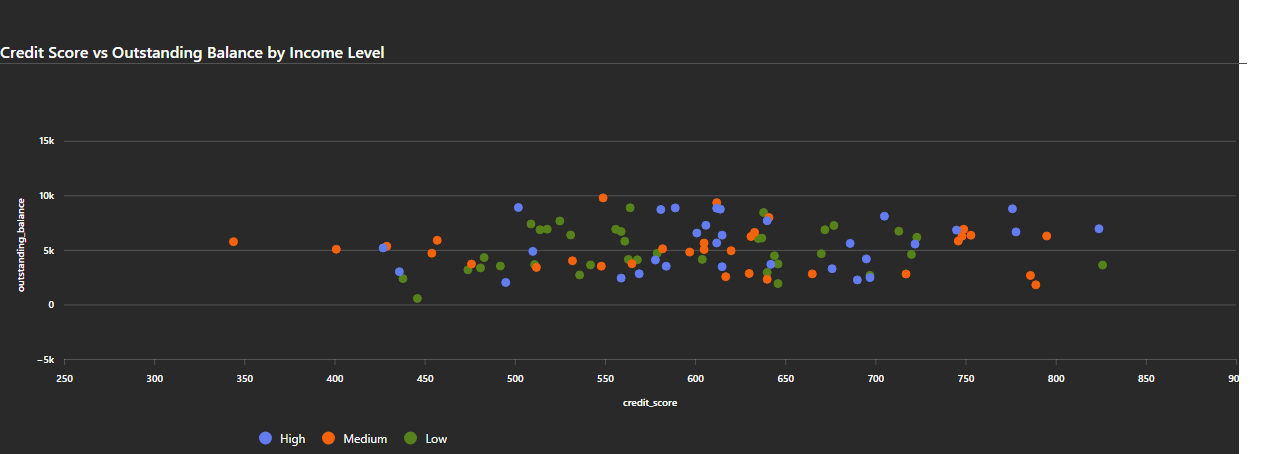 Credit Score vs Outstanding Balance by Income Level
15k
10k
5k
0
−5k
outstanding_balance
250 300 350 400 450 500 550 600 650 700 750 800 850 90
credit_score
High Medium Low